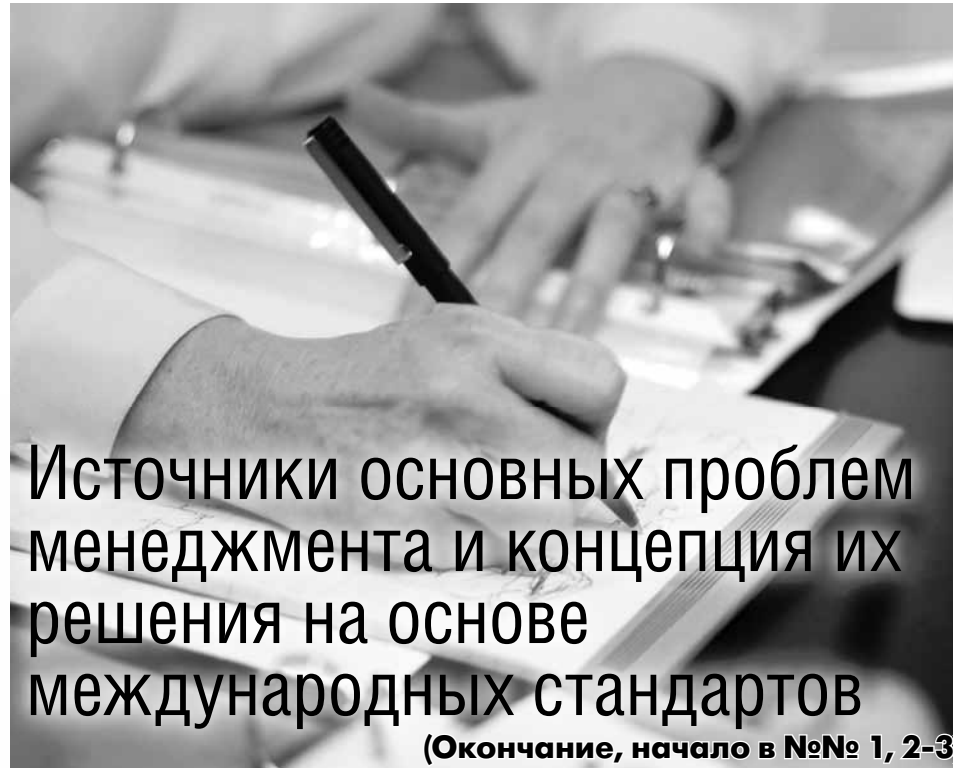 Источники основных проблем
менеджмента и концепция их
решения на основе
международных стандартов
(Окончание, начало в №№ 1, 2-3